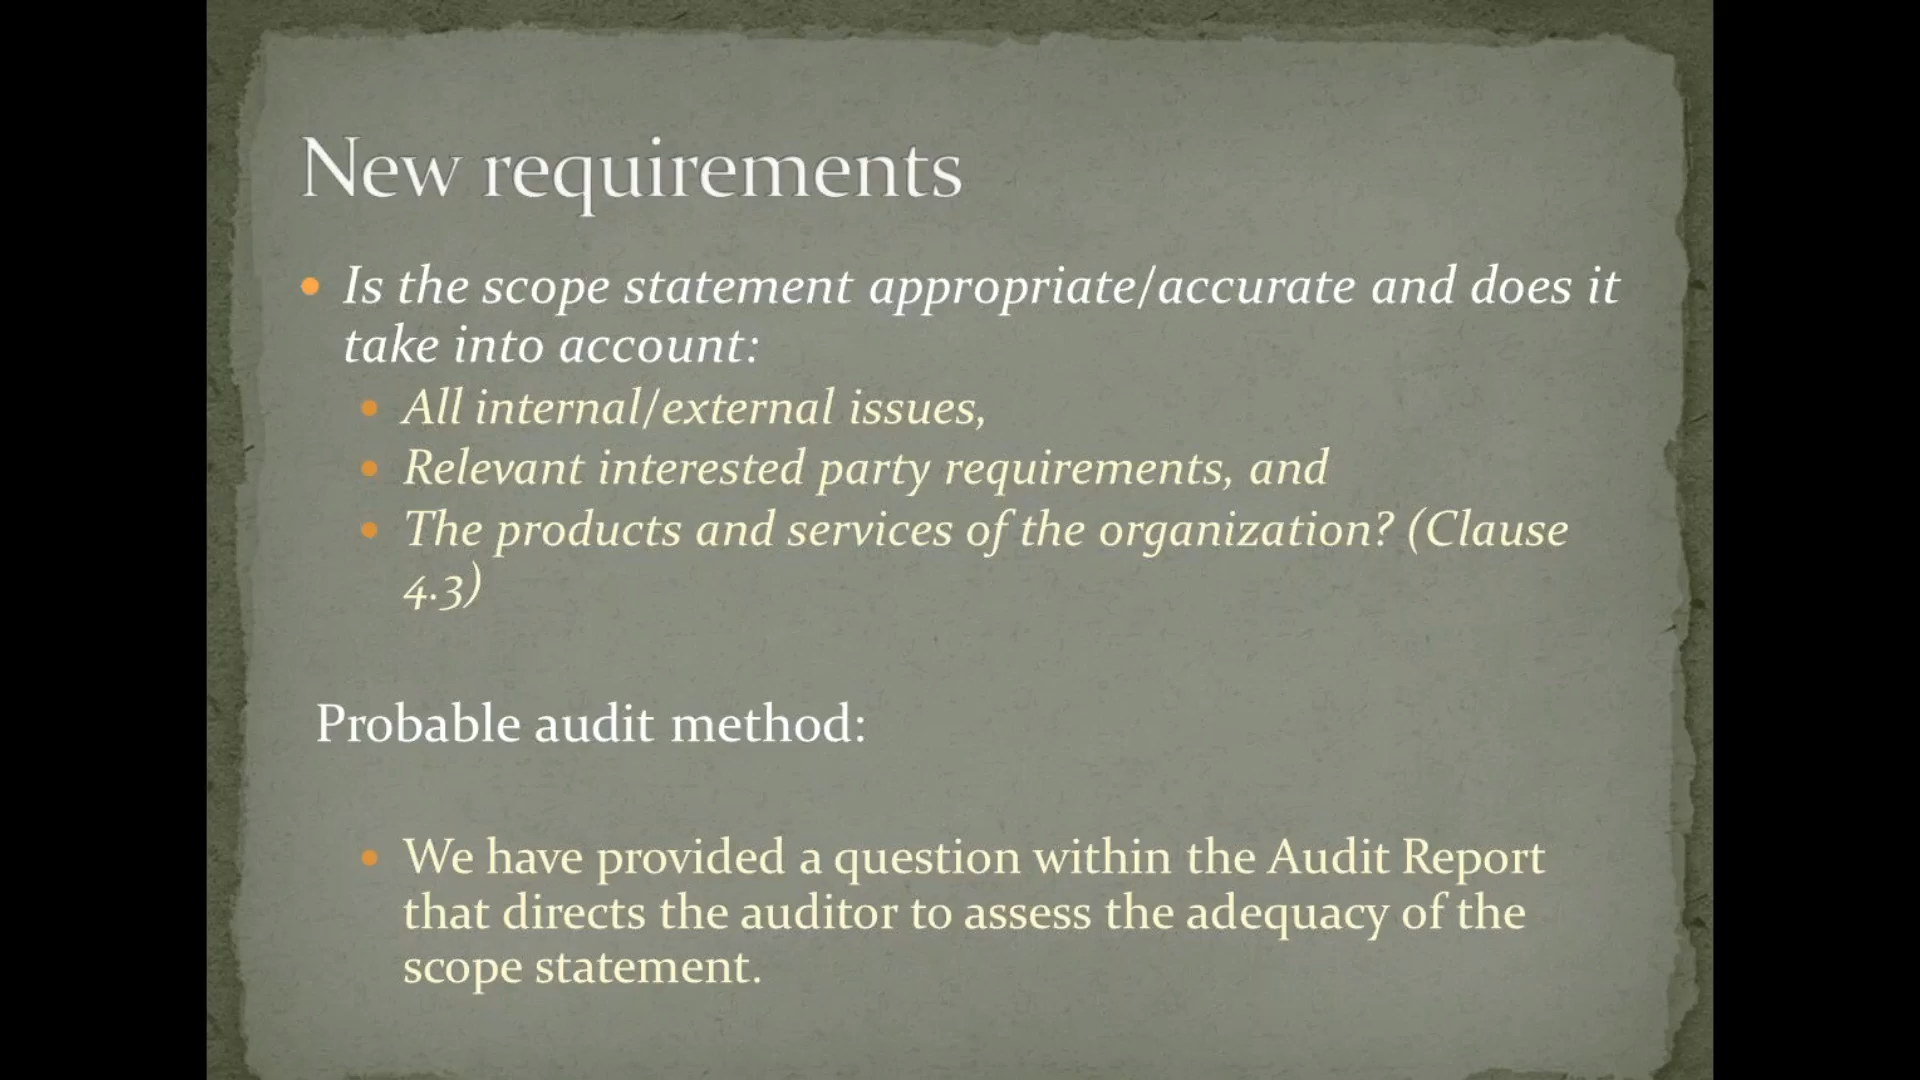 New requirements
Is the scope statement appropriate/accurate and does it
take into account:
All internal/external issues,
Relevant interested party requirements, and
The products and services of the organization? (Clause
4.3)
Probable audit method:
We have provided a question within the Audit Report
that directs the auditor to assess the adequacy of the
scope statement.